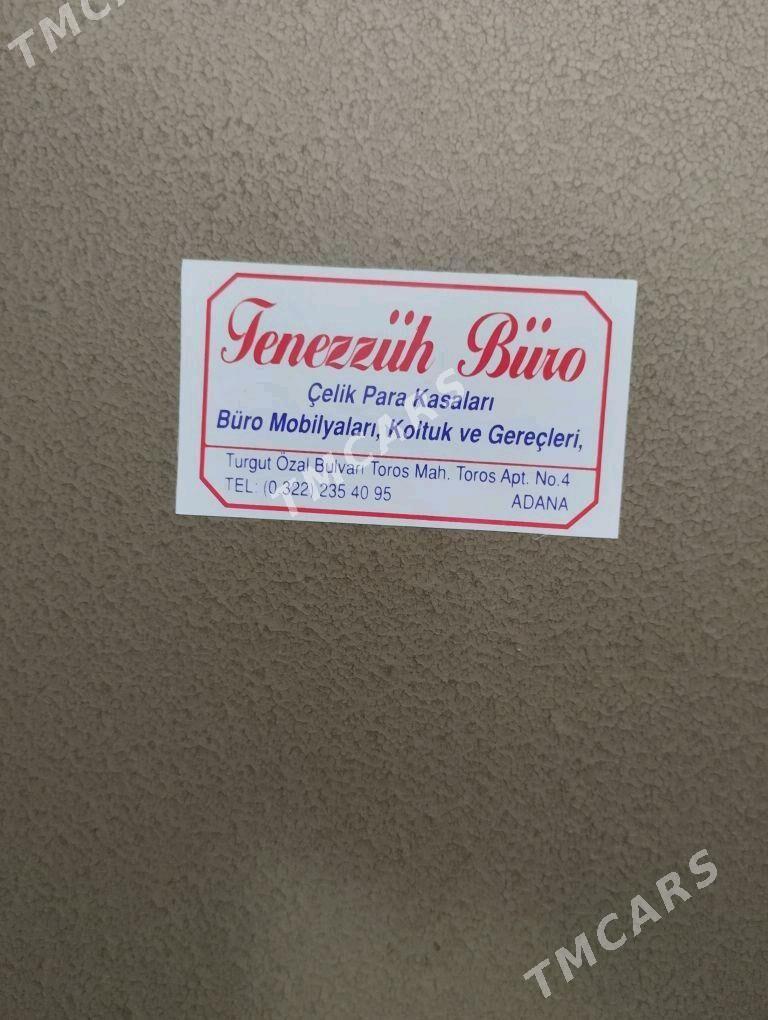 TMCARS
Tenezzüh Büro
Çelik Para Kasaları
Büro Mobilyaları, Koltuk ve Gereçleri,
Turgut Özal Bulvarı Toros Mah. Toros Apt. No.4
TEL: (0 322) 235 40 95 ADANA
TMCARS
TMCARS